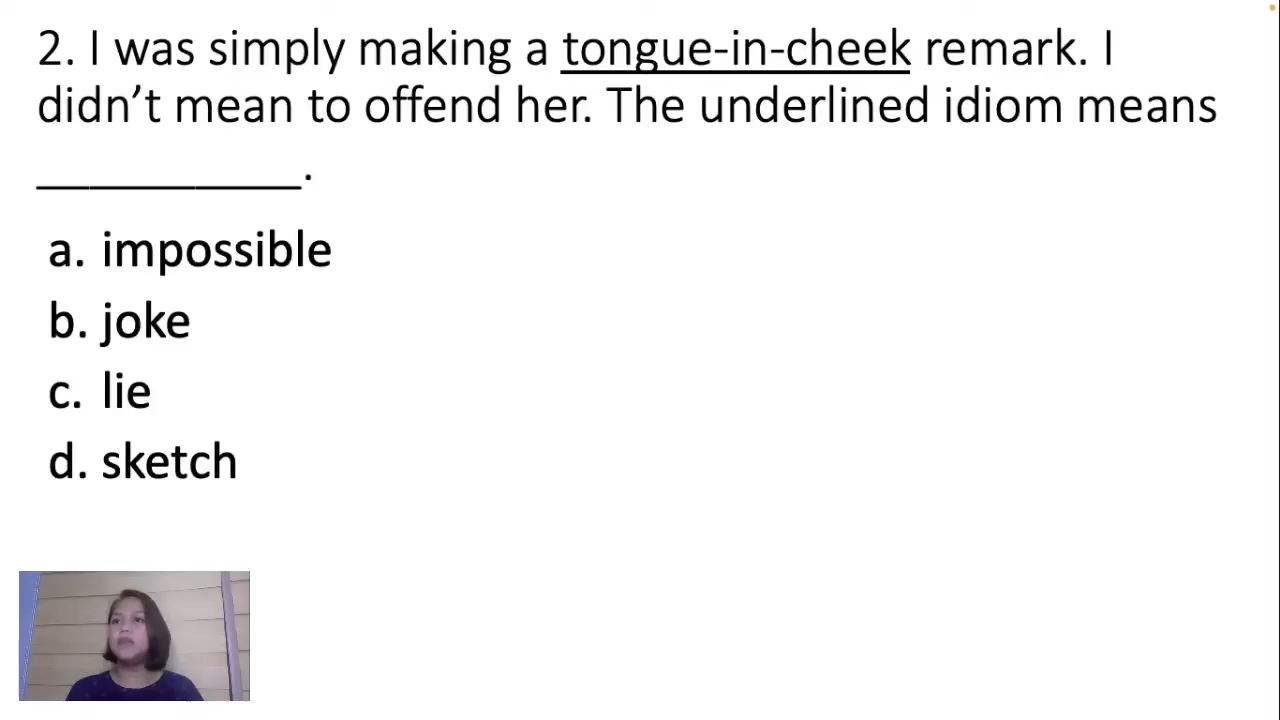 2. I was simply making a tongue-in-cheek remark. I
didn’t mean to offend her. The underlined idiom means
__________.
a. impossible
b. joke
c. lie
d. sketch